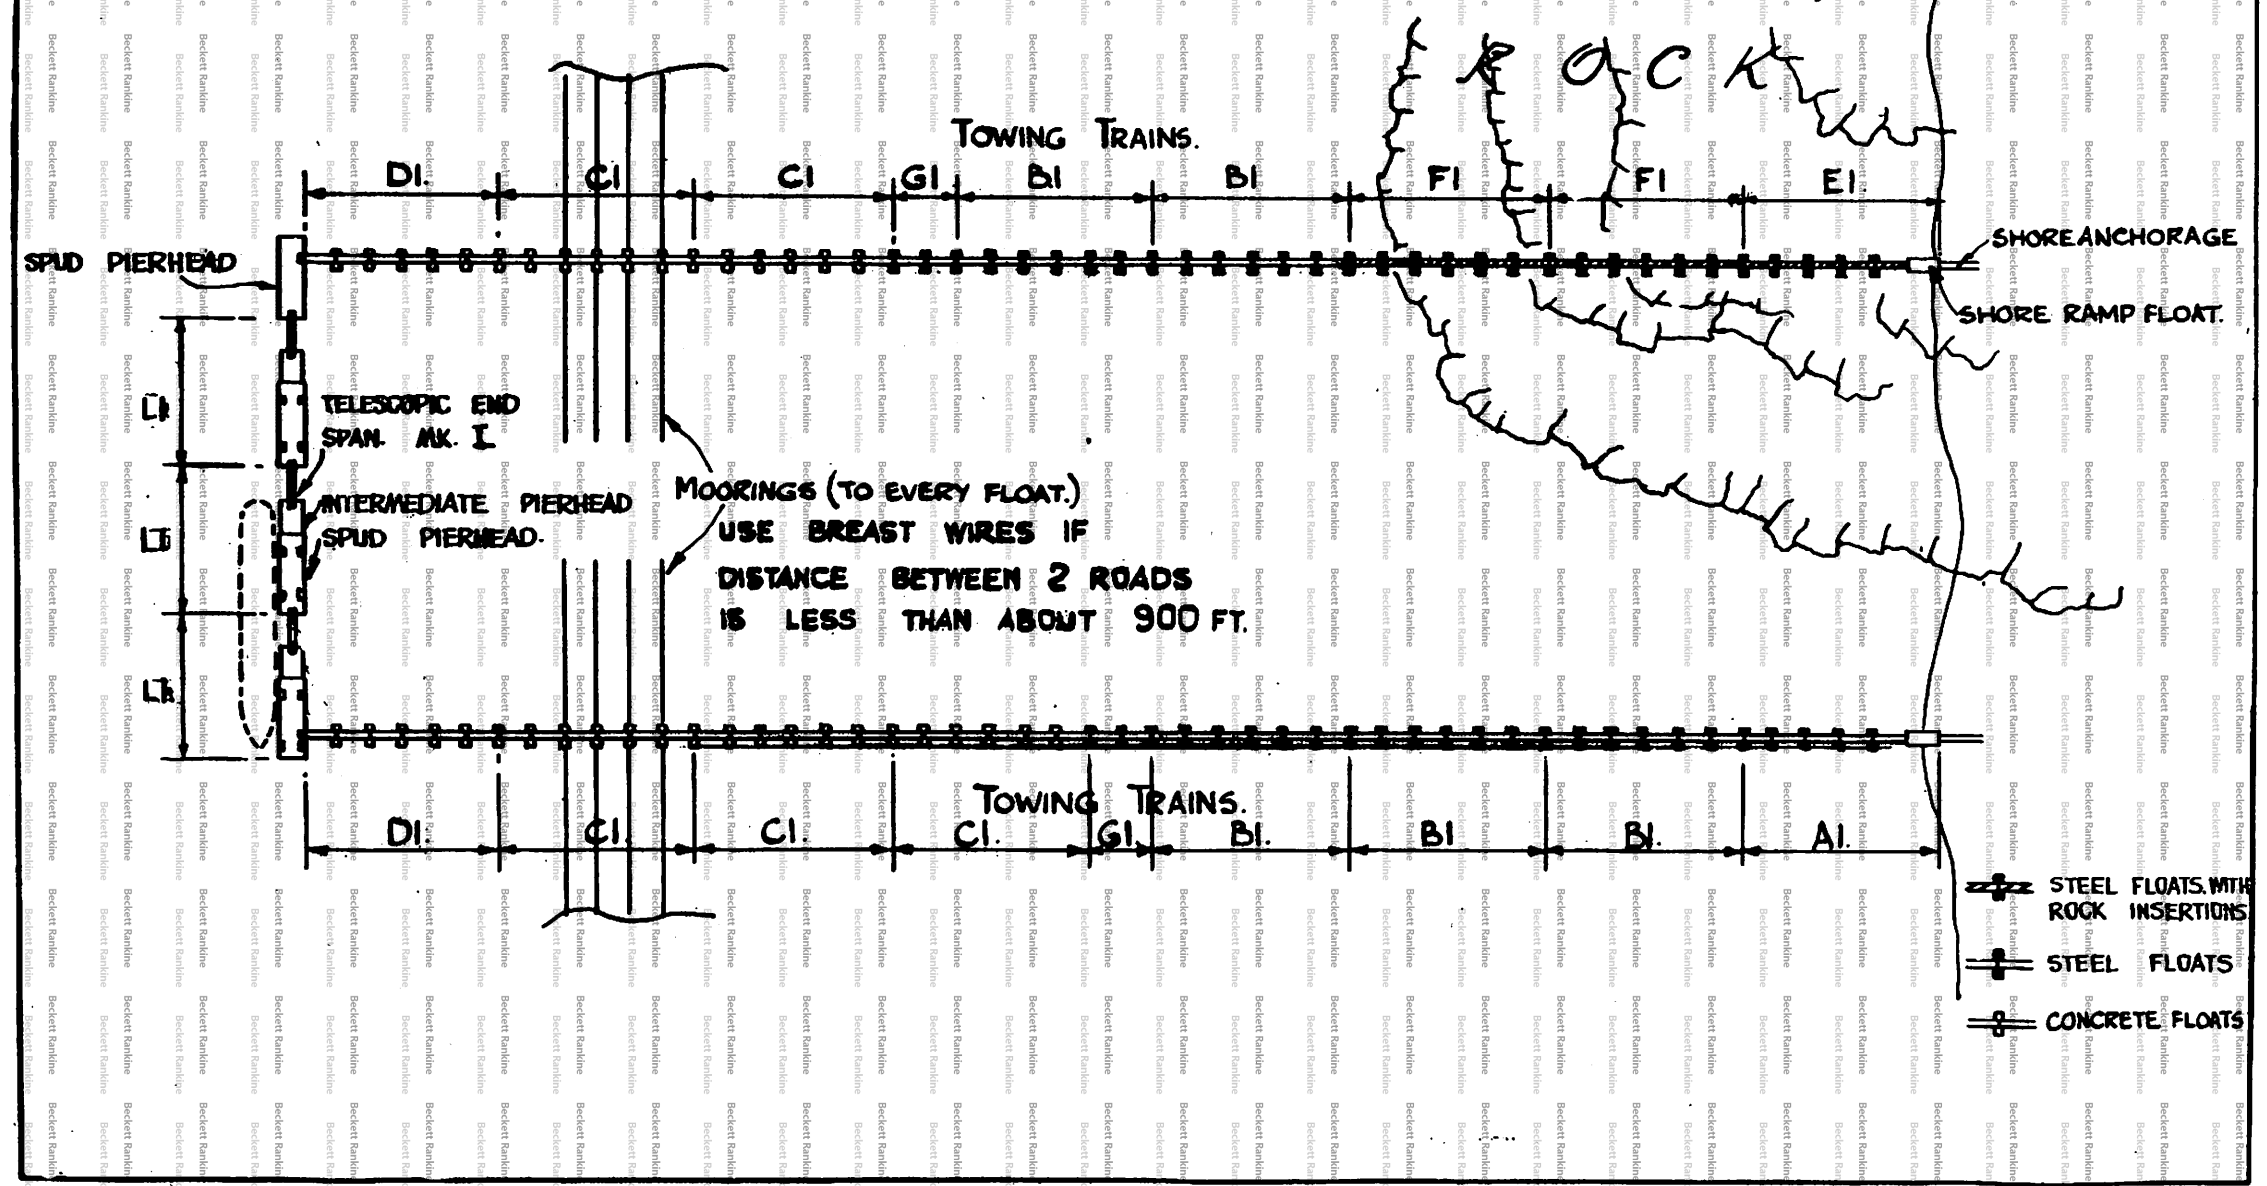 ROCK
TOWING TRAINS.
D1. C1 C1 G1 B1 B1 F1 F1 E1.
SHORE ANCHORAGE
SPUD PIERHEAD
SHORE RAMP FLOAT.
TELESCOPIC END
SPAN. MK. I
MOORINGS (TO EVERY FLOAT.)
USE BREAST WIRES IF
DISTANCE BETWEEN 2 ROADS
IS LESS THAN ABOUT 900 FT.
INTERMEDIATE PIERHEAD
SPUD PIERHEAD.
TOWING TRAINS.
D1. C1. C1. C1. G1. B1. B1 B1. A1.
STEEL FLOATS. WITH
ROCK INSERTIONS
STEEL FLOATS
CONCRETE FLOATS
Beckett Rankine